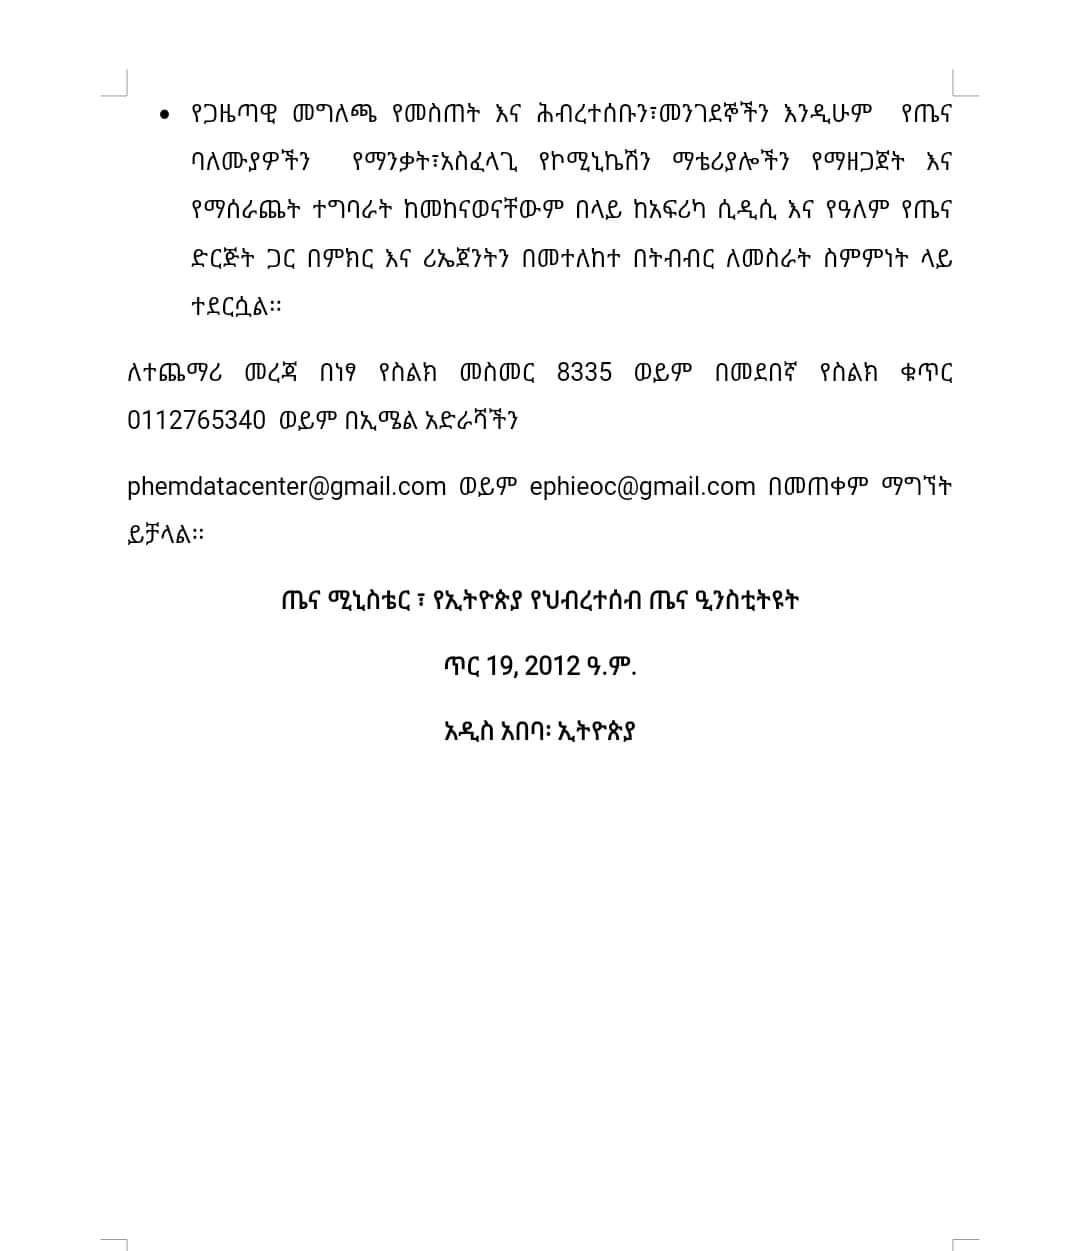 • የጋዜጣዊ መግለጫ የመስጠት እና ሕብረተሰቡን፣መንገደኞችን እንዲሁም የጤና
ባለሙያዎችን የማንቃት፣አስፈላጊ የኮሚኒኬሽን ማቴሪያሎችን የማዘጋጀት እና
የማሰራጨት ተግባራት ከመከናወናቸውም በላይ ከአፍሪካ ሲዲሲ እና የዓለም የጤና
ድርጅት ጋር በምክር እና ሪኤጀንትን በመተለከተ በትብብር ለመስራት ስምምነት ላይ
ተደርሷል፡፡
ለተጨማሪ መረጃ በነፃ የስልክ መስመር 8335 ወይም በመደበኛ የስልክ ቁጥር
0112765340 ወይም በኢሜል አድራሻችን
phemdatacenter@gmail.com ወይም ephieoc@gmail.com በመጠቀም ማግኘት
ይቻላል፡፡
ጤና ሚኒስቴር ፣ የኢትዮጵያ የህብረተሰብ ጤና ዒንስቲትዩት
ጥር 19, 2012 ዓ.ም.
አዲስ አበባ፡ ኢትዮጵያ